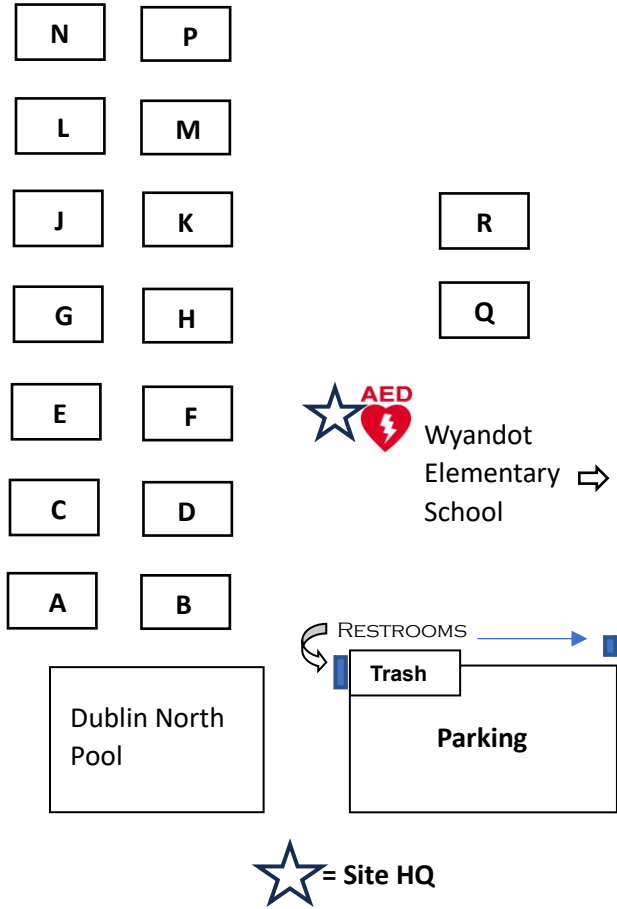 N P
L M
J K R
G H Q
AED
E F
Wyandot
Elementary
School
C D
A B
RESTROOMS
Trash
Dublin North
Pool
Parking
= Site HQ